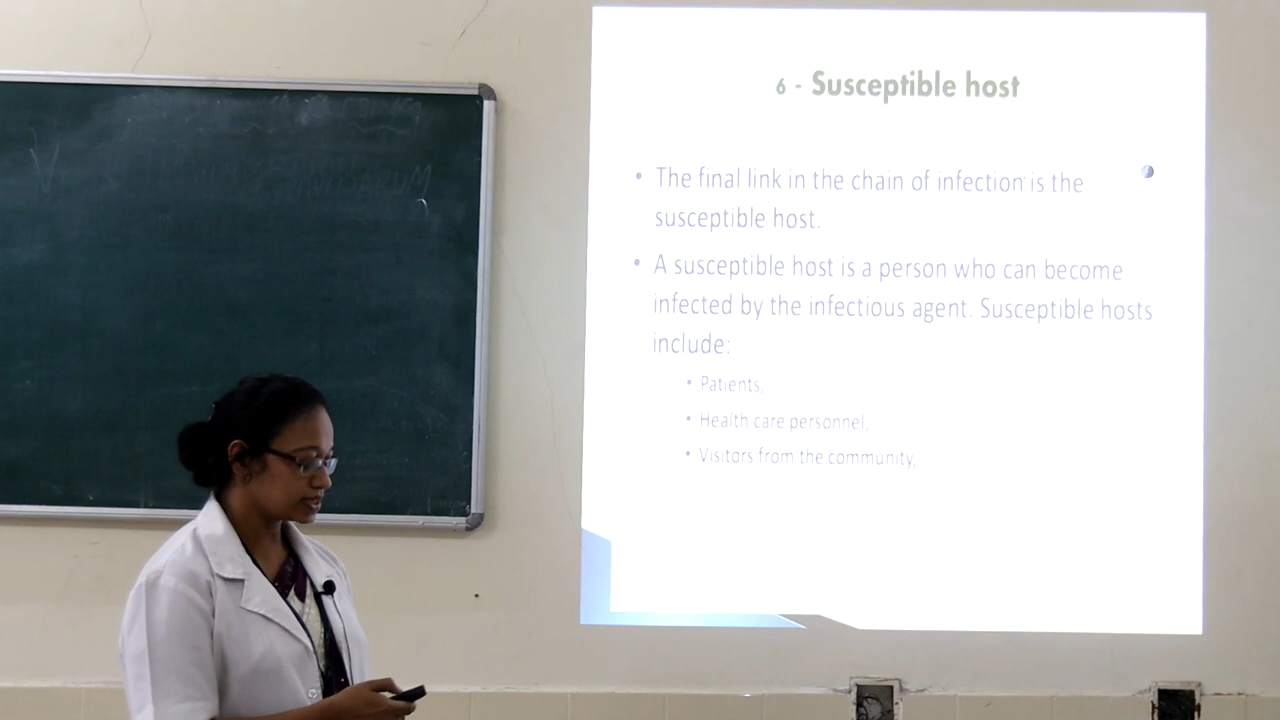 6 - Susceptible host
• The final link in the chain of infection is the
susceptible host.
• A susceptible host is a person who can become
infected by the infectious agent. Susceptible hosts
include:
• Patients,
• Health care personnel,
• Visitors from the community,